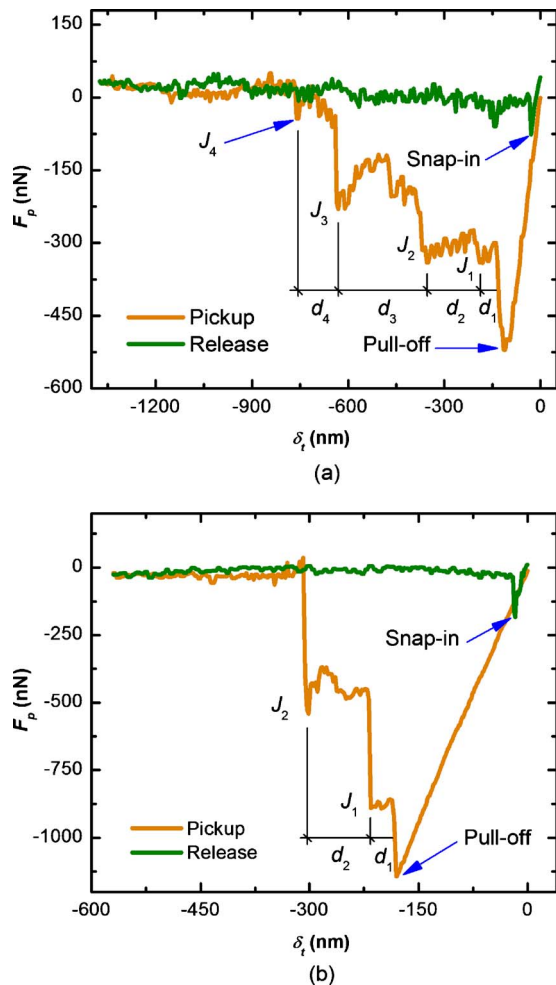 150
0
-150
-300
-450
-600
F_p (nN)
J_4
J_3
J_2
J_1
Snap-in
d_4 d_3 d_2 d_1
Pickup
Release
Pull-off
-1200 -900 -600 -300 0
δ_t (nm)
(a)
0
-250
-500
-750
-1000
F_p (nN)
Snap-in
J_2
J_1
d_2 d_1
Pickup
Release
Pull-off
-600 -450 -300 -150 0
δ_t (nm)
(b)